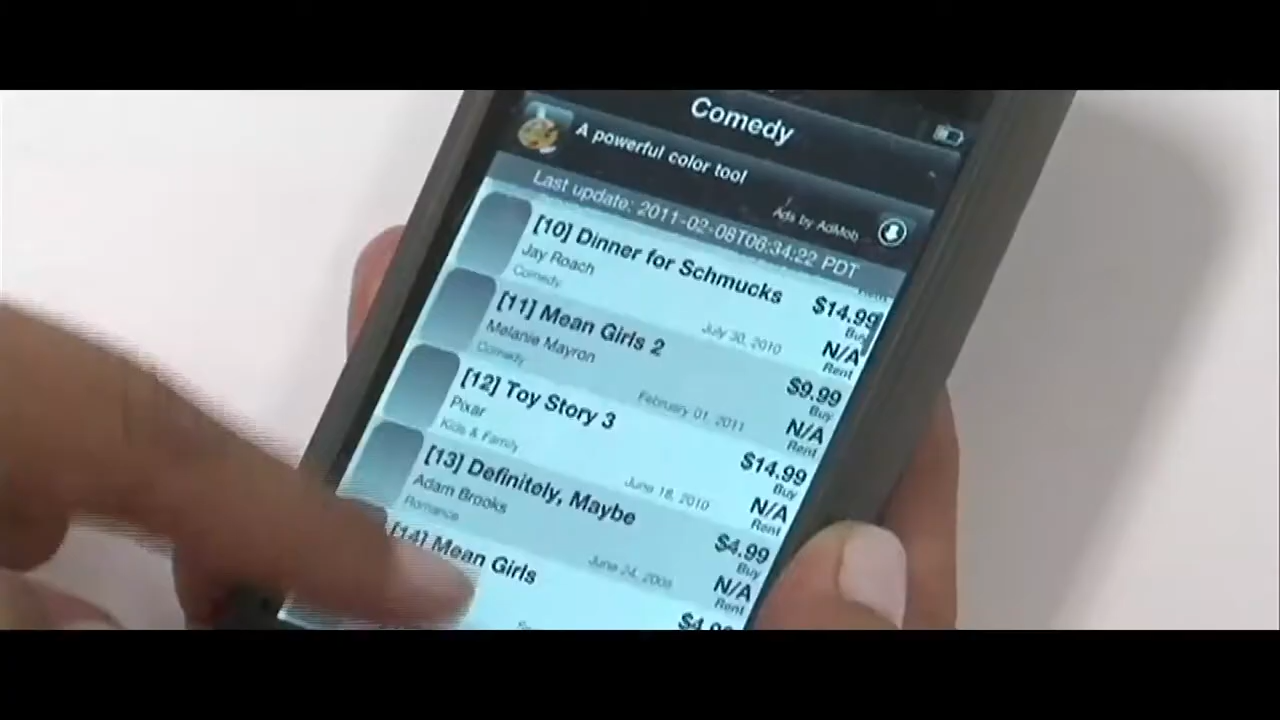 Comedy
A powerful color tool
Ads by AdMob
Last update: 2011-02-08T06:34:22 PDT
[10] Dinner for Schmucks
Jay Roach
Comedy
July 30, 2010
$14.99
Buy
N/A
Rent
[11] Mean Girls 2
Melanie Mayron
Comedy
February 01, 2011
$9.99
Buy
N/A
Rent
[12] Toy Story 3
Pixar
Kids & Family
June 18, 2010
$14.99
Buy
N/A
Rent
[13] Definitely, Maybe
Adam Brooks
Romance
June 24, 2008
$4.99
Buy
N/A
Rent
[14] Mean Girls